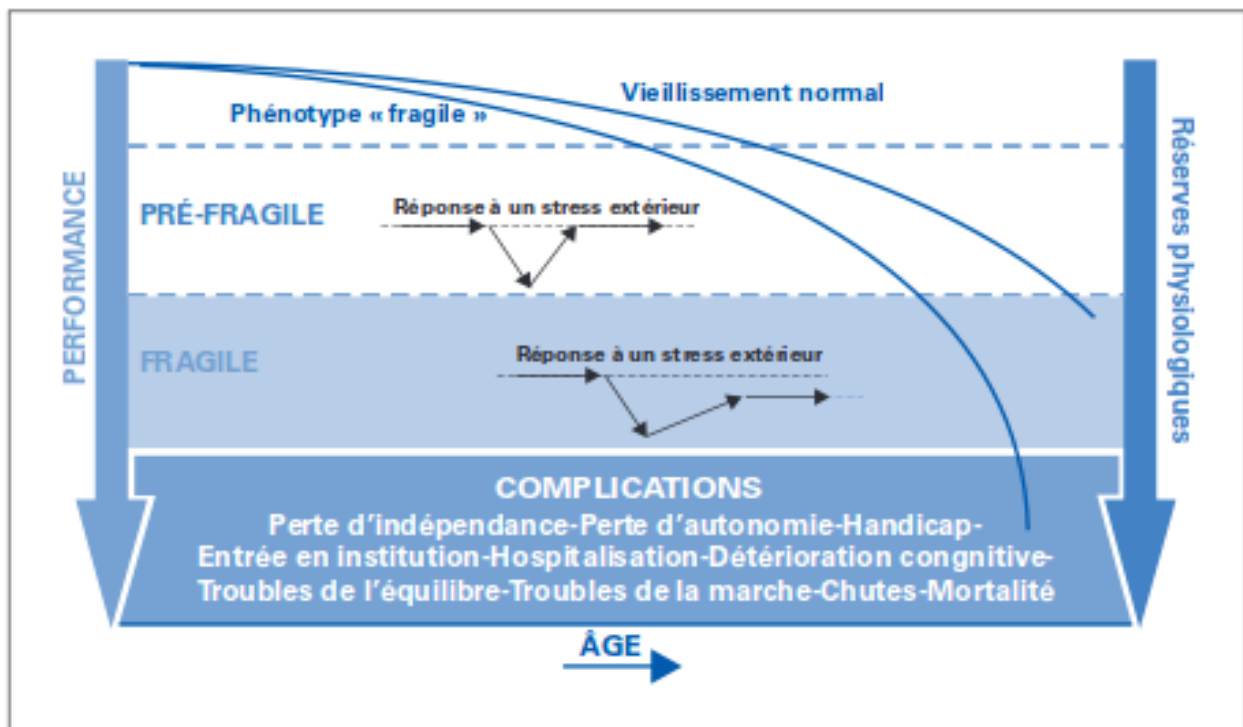 Vieillissement normal
Phénotype « fragile »
PERFORMANCE
Réserves physiologiques
PRÉ-FRAGILE
Réponse à un stress extérieur
FRAGILE
Réponse à un stress extérieur
COMPLICATIONS
Perte d’indépendance-Perte d’autonomie-Handicap-
Entrée en institution-Hospitalisation-Détérioration congnitive-
Troubles de l’équilibre-Troubles de la marche-Chutes-Mortalité
ÂGE